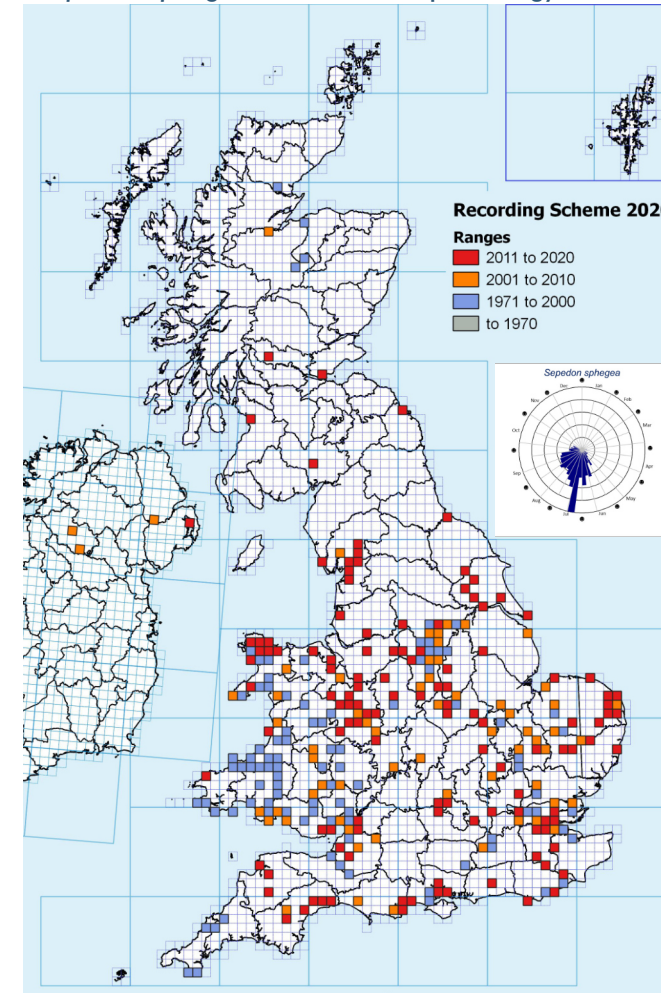 Recording Scheme 202
Ranges
2011 to 2020
2001 to 2010
1971 to 2000
to 1970
Sepedon sphegea
Dec
Jan
Nov
Feb
Oct
Mar
Sep
Apr
Aug
May
Jul
Jun